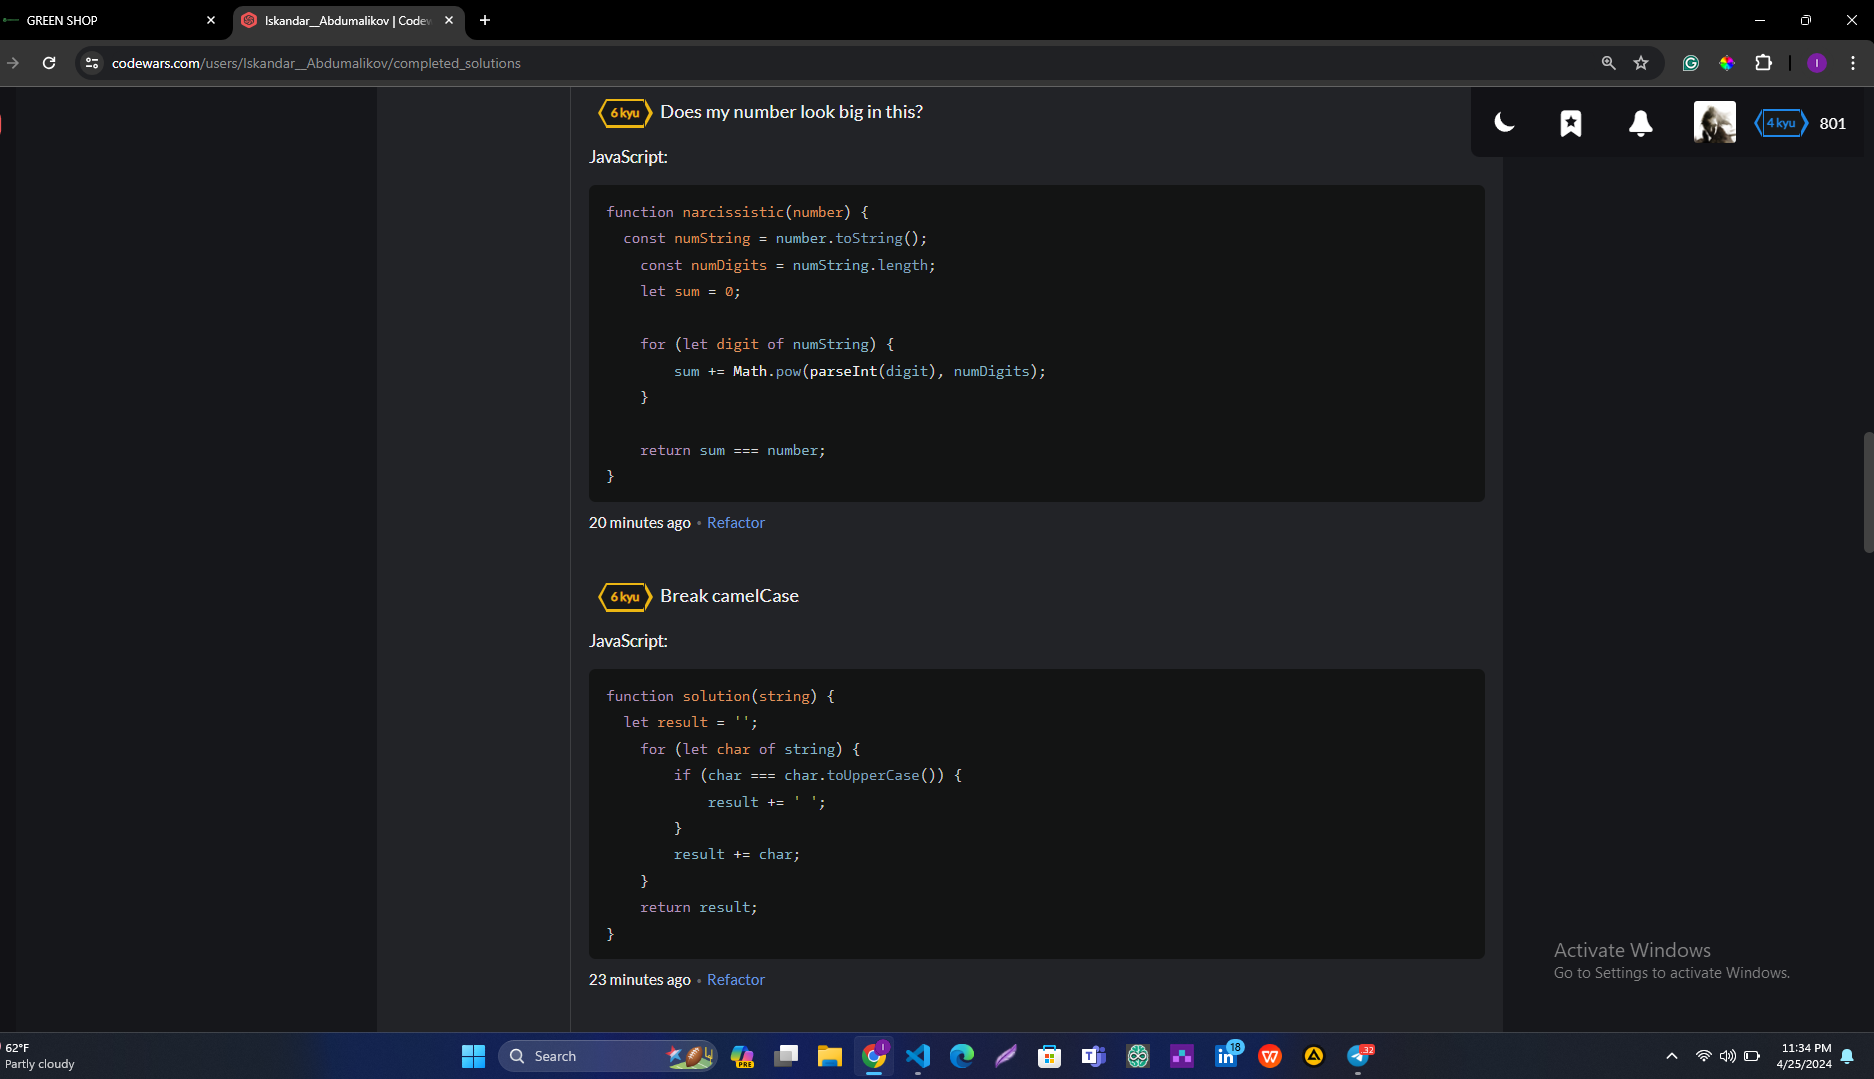 GREEN SHOP
Iskandar__Abdumalikov | Codew
codewars.com/users/Iskandar__Abdumalikov/completed_solutions
I
6 kyu Does my number look big in this?
4 kyu 801
JavaScript:
function narcissistic(number) {
  const numString = number.toString();
    const numDigits = numString.length;
    let sum = 0;
    for (let digit of numString) {
        sum += Math.pow(parseInt(digit), numDigits);
    }
    return sum === number;
}
20 minutes ago • Refactor
6 kyu Break camelCase
JavaScript:
function solution(string) {
  let result = '';
    for (let char of string) {
        if (char === char.toUpperCase()) {
            result += ' ';
        }
        result += char;
    }
    return result;
}
23 minutes ago • Refactor
Activate Windows
Go to Settings to activate Windows.
62°F
Partly cloudy
Search
PRE
I
T
in
18
W
32
11:34 PM
4/25/2024